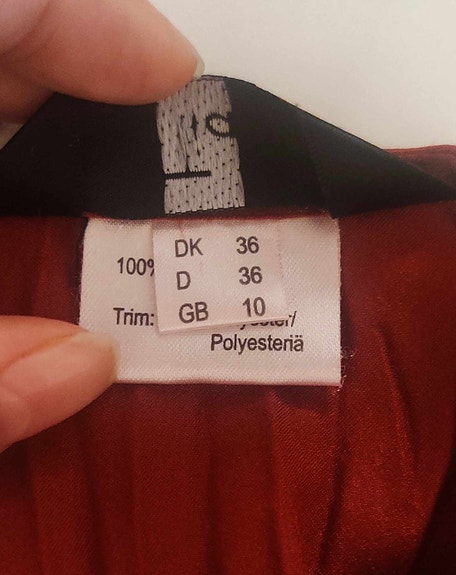 DK 36
D 36
GB 10
100%
Trim:
Polyesteriä